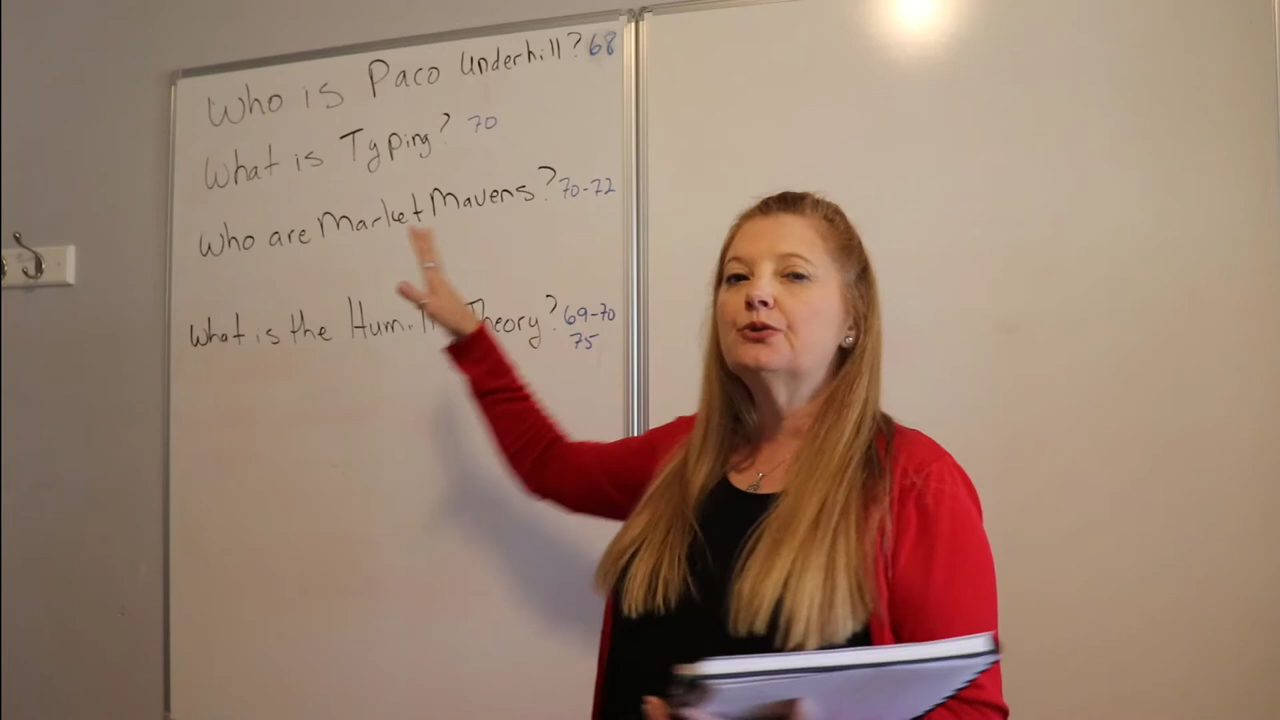 Who is Paco Underhill? 68
What is Typing? 70
Who are Market Mavens? 70-72
What is the Theory? 69-70
75